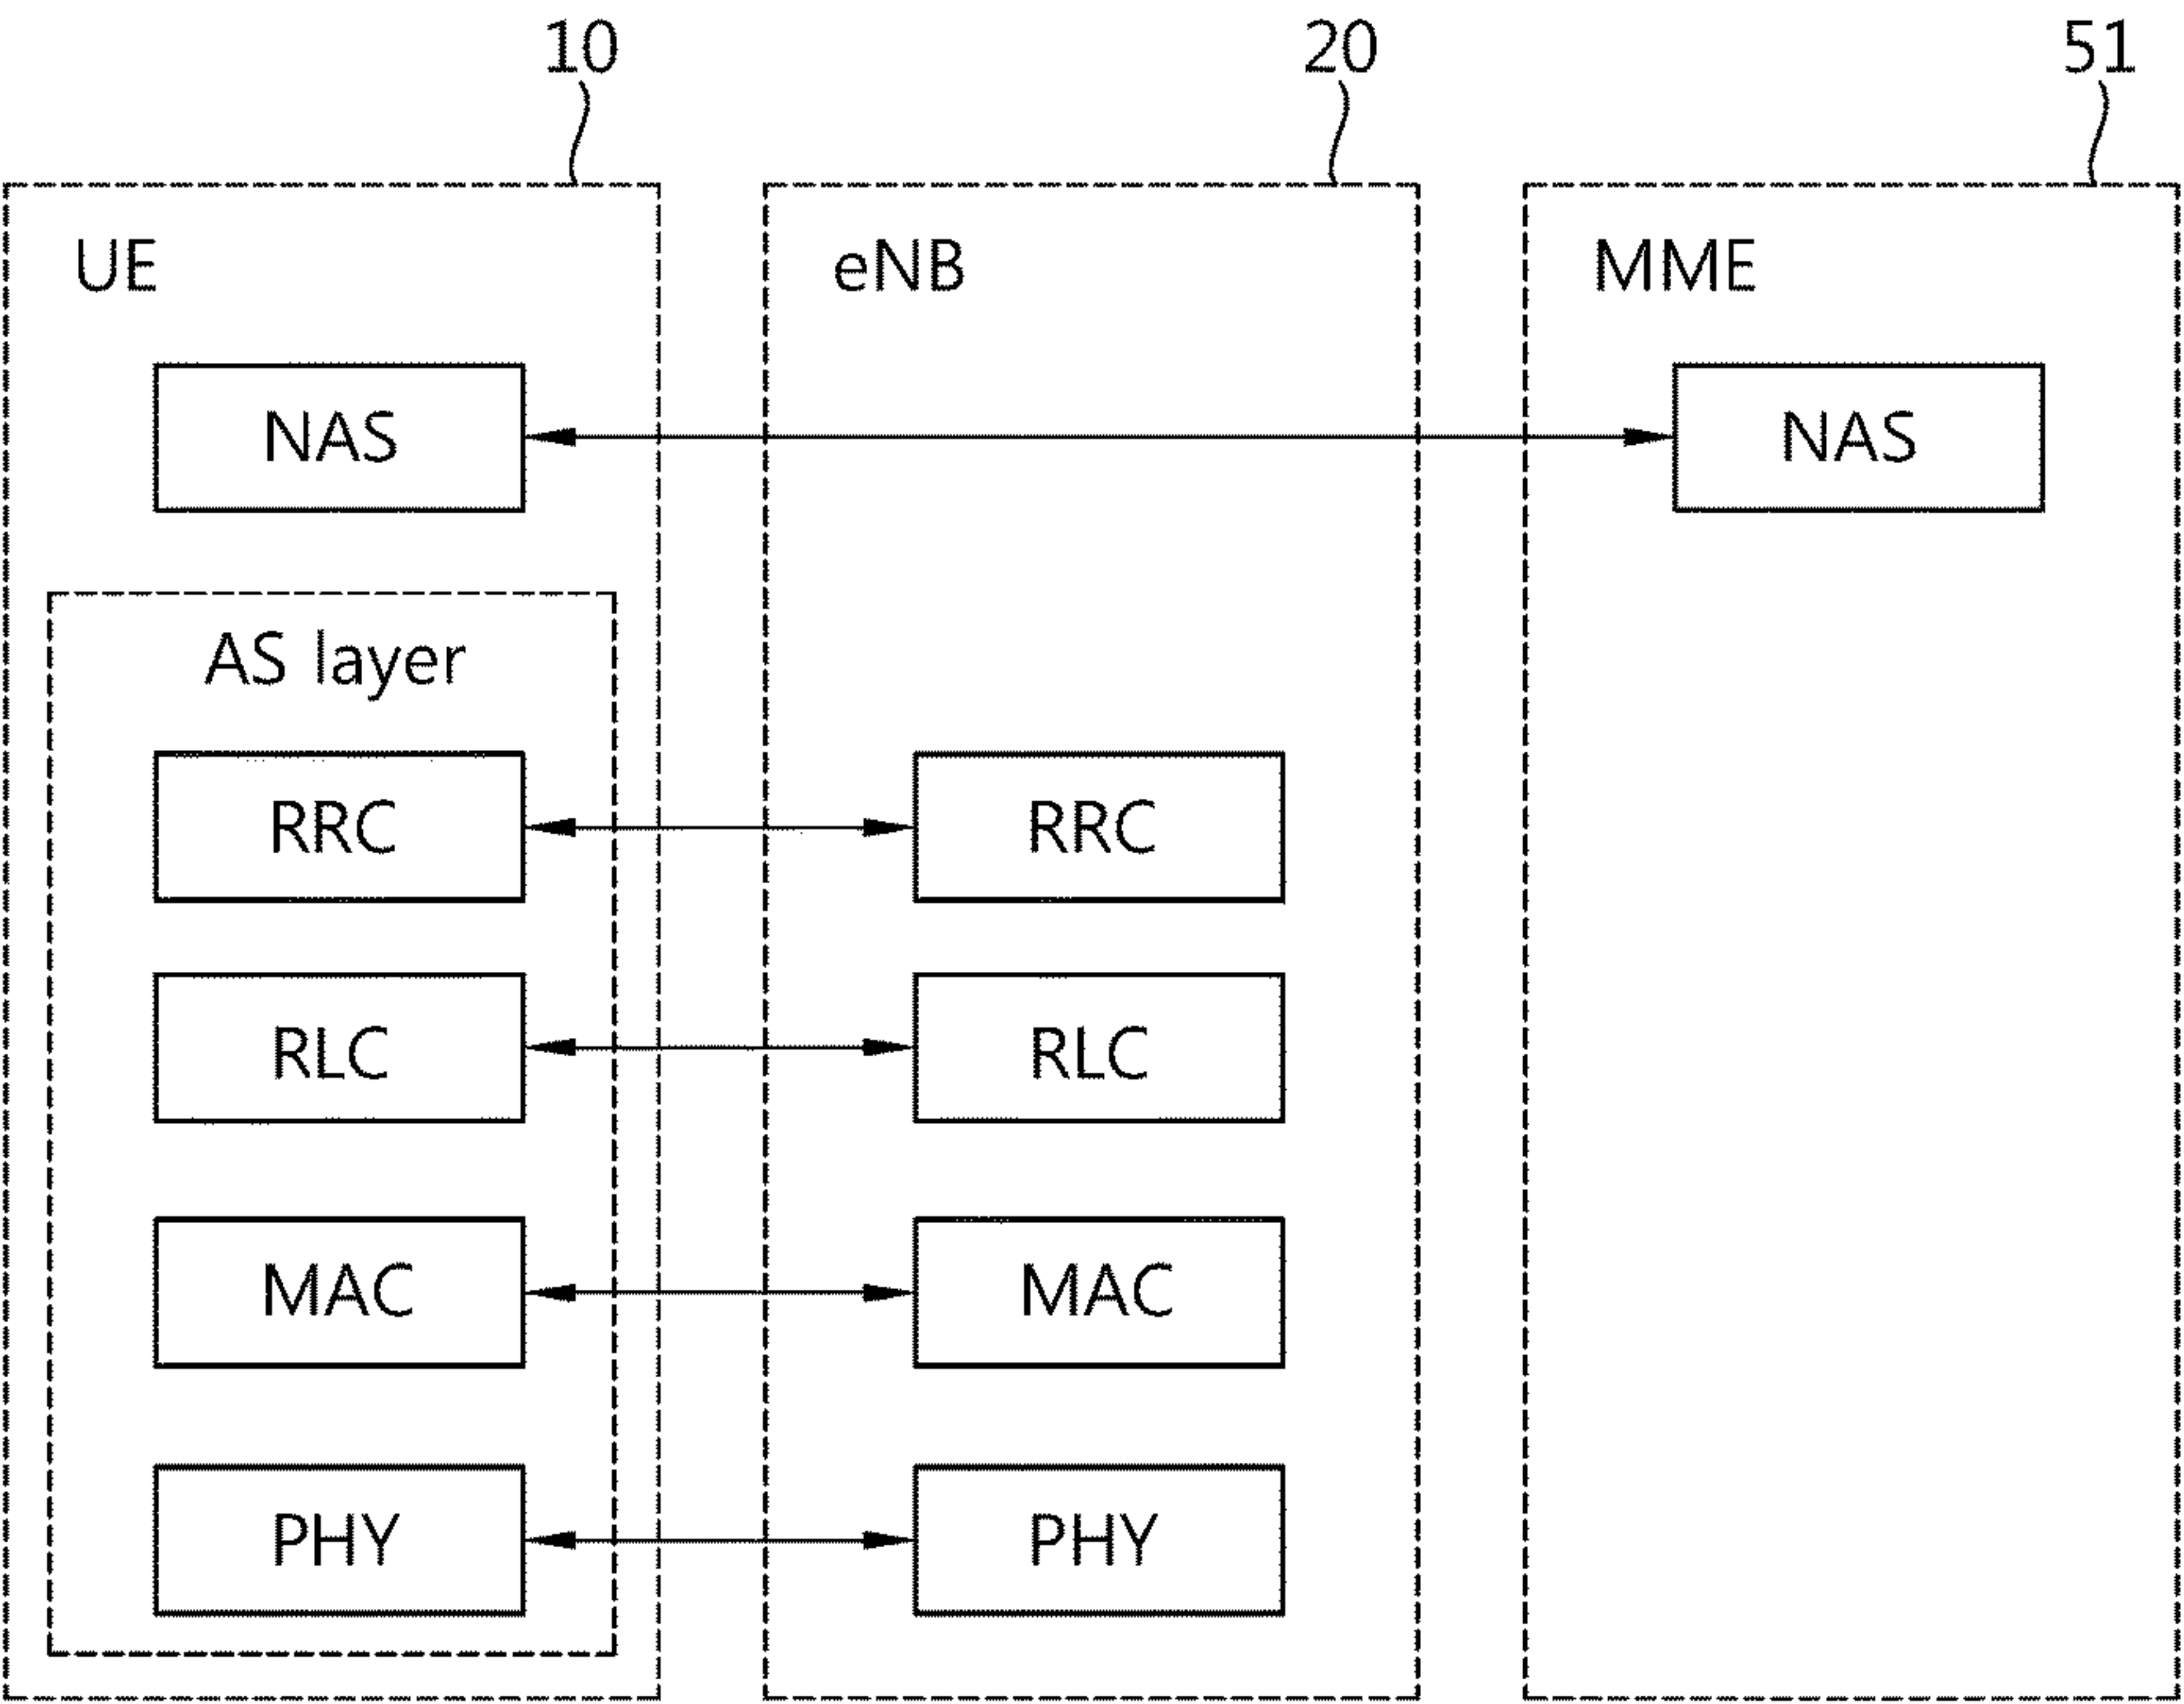 10 20 51
UE eNB MME
NAS NAS
AS layer
RRC RRC
RLC RLC
MAC MAC
PHY PHY